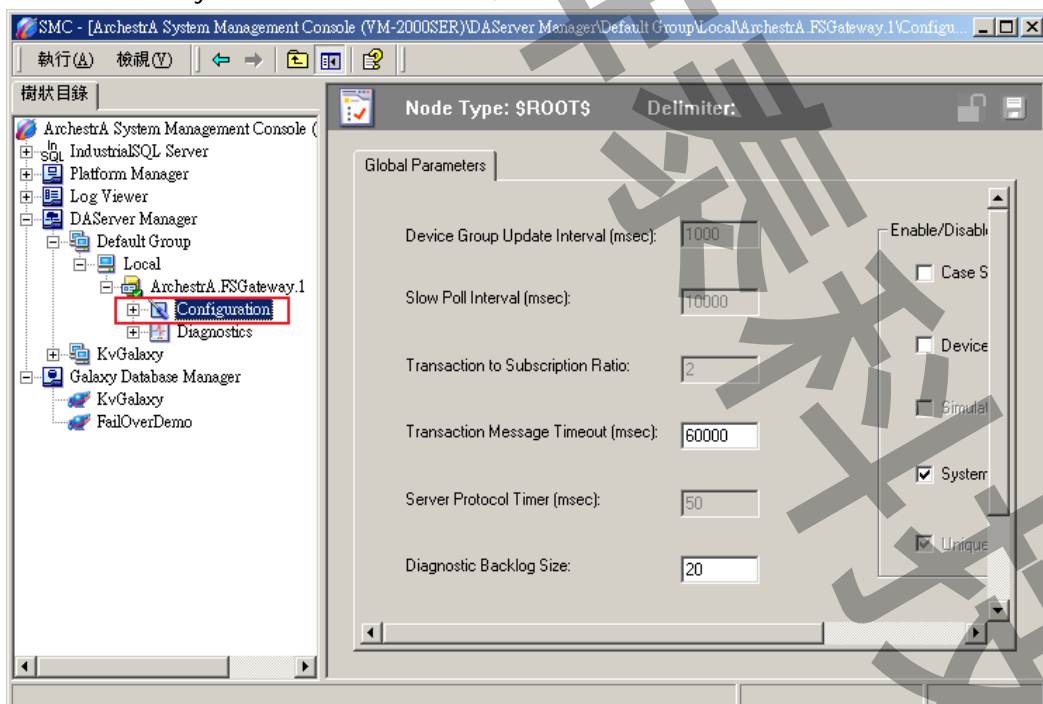 SMC - [ArchestrA System Management Console (VM-2000SER)\DAServer Manager\Default Group\Local\ArchestrA.FSGateway.1\Configu...
執行(A) 檢視(V)
樹狀目錄
Node Type: $ROOT$ Delimiter:
ArchestrA System Management Console (
IndustrialSQL Server
Platform Manager
Log Viewer
DAServer Manager
Default Group
Local
ArchestrA.FSGateway.1
Configuration
Diagnostics
KvGalaxy
Galaxy Database Manager
KvGalaxy
FailOverDemo
Global Parameters
Device Group Update Interval (msec): 1000
Slow Poll Interval (msec): 10000
Transaction to Subscription Ratio: 2
Transaction Message Timeout (msec): 60000
Server Protocol Timer (msec): 50
Diagnostic Backlog Size: 20
Enable/Disabl
Case S
Device
Simulat
System
Unique